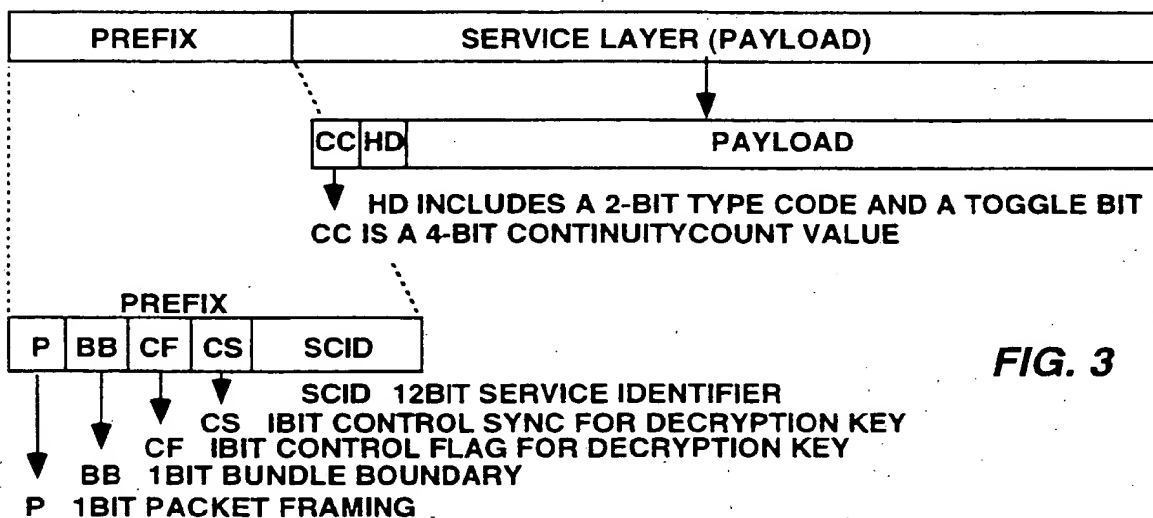 PREFIX SERVICE LAYER (PAYLOAD)
CC HD PAYLOAD
HD INCLUDES A 2-BIT TYPE CODE AND A TOGGLE BIT
CC IS A 4-BIT CONTINUITYCOUNT VALUE
PREFIX
P BB CF CS SCID
FIG. 3
SCID 12BIT SERVICE IDENTIFIER
CS IBIT CONTROL SYNC FOR DECRYPTION KEY
CF IBIT CONTROL FLAG FOR DECRYPTION KEY
BB 1BIT BUNDLE BOUNDARY
P 1BIT PACKET FRAMING